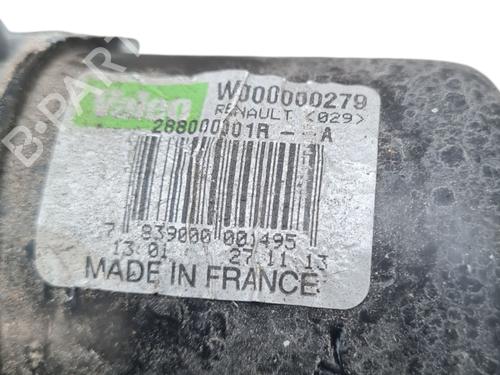 Valeo W000000279
RENAULT <029>
288000001R - A
7 839000 001495
13.01 27.11.13
MADE IN FRANCE